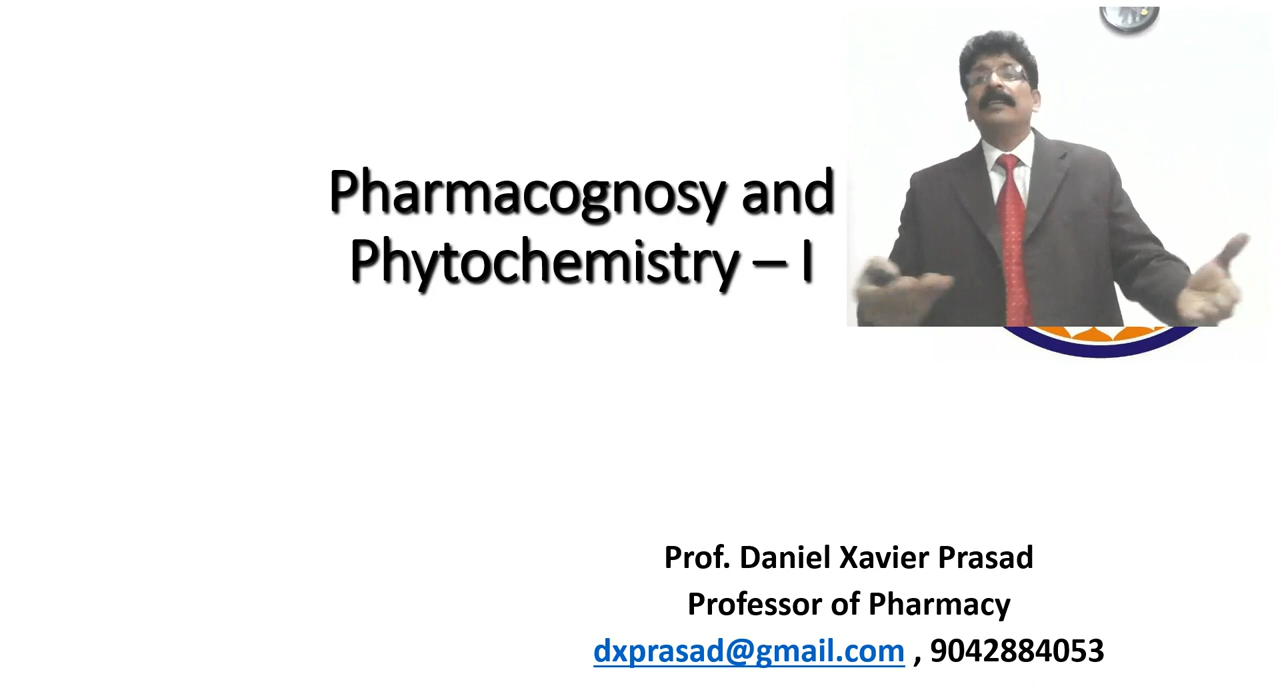 Pharmacognosy and
Phytochemistry – I
Prof. Daniel Xavier Prasad
Professor of Pharmacy
dxprasad@gmail.com , 9042884053